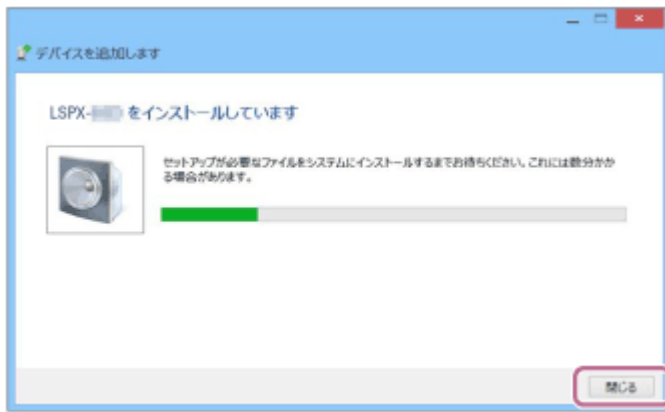 デバイスを追加します
LSPX- をインストールしています
セットアップが必要なファイルをシステムにインストールするまでお待ちください。これには数分かか
る場合があります。
閉じる